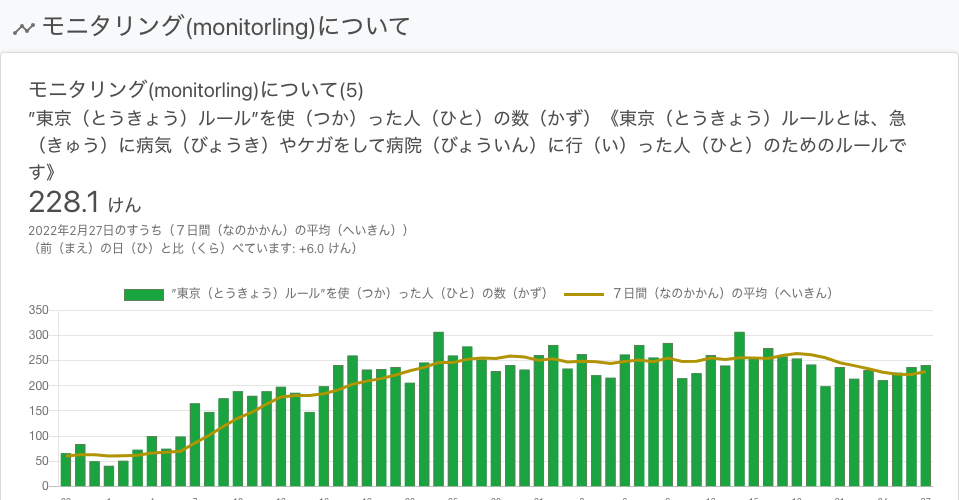 モニタリング(monitorling)について
モニタリング(monitorling)について(5)
”東京（とうきょう）ルール”を使（つか）った人（ひと）の数（かず）《東京（とうきょう）ルールとは、急
（きゅう）に病気（びょうき）やケガをして病院（びょういん）に行（い）った人（ひと）のためのルールで
す》
228.1 けん
2022年2月27日のすうち（７日間（なのかかん）の平均（へいきん））
（前（まえ）の日（ひ）と比（くら）べています: +6.0 けん）
”東京（とうきょう）ルール”を使（つか）った人（ひと）の数（かず） ７日間（なのかかん）の平均（へいきん）
350
300
250
200
150
100
50
0